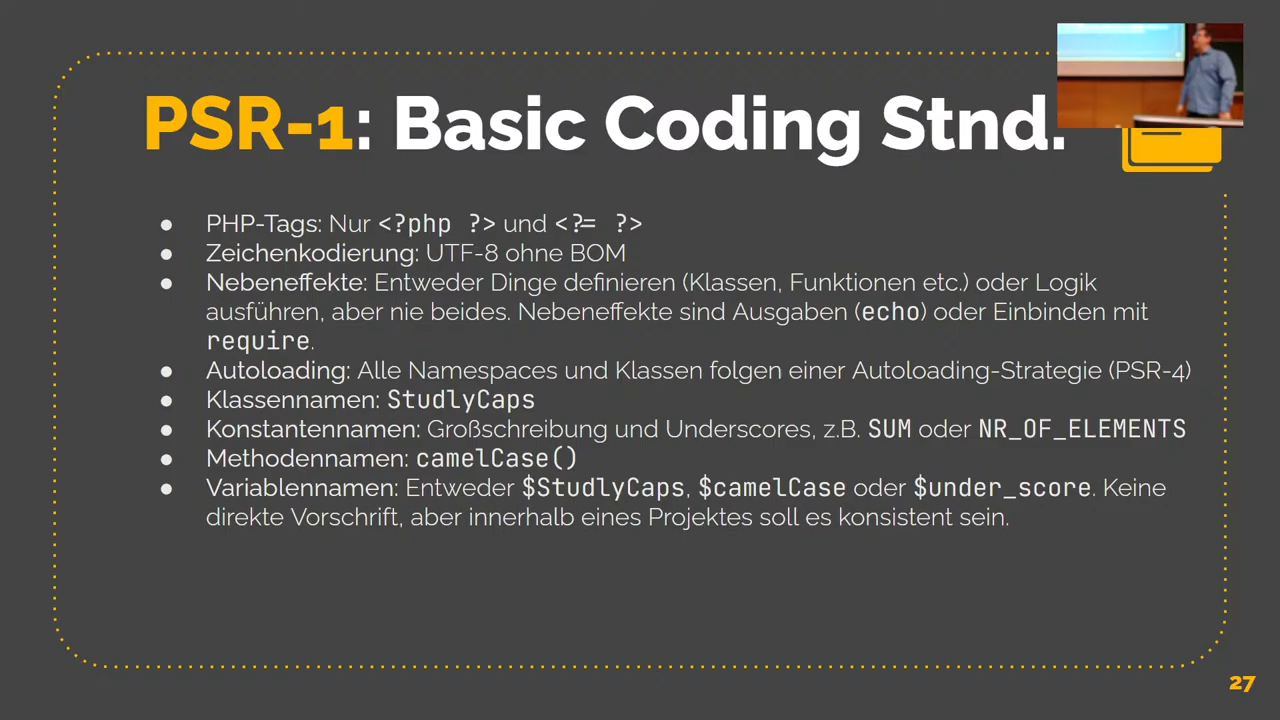 PSR-1: Basic Coding Stnd.
● PHP-Tags: Nur <?php ?> und <?= ?>
● Zeichenkodierung: UTF-8 ohne BOM
● Nebeneffekte: Entweder Dinge definieren (Klassen, Funktionen etc.) oder Logik
ausführen, aber nie beides. Nebeneffekte sind Ausgaben (echo) oder Einbinden mit
require.
● Autoloading: Alle Namespaces und Klassen folgen einer Autoloading-Strategie (PSR-4)
● Klassennamen: StudlyCaps
● Konstantennamen: Großschreibung und Underscores, z.B. SUM oder NR_OF_ELEMENTS
● Methodennamen: camelCase()
● Variablennamen: Entweder $StudlyCaps, $camelCase oder $under_score. Keine
direkte Vorschrift, aber innerhalb eines Projektes soll es konsistent sein.
27